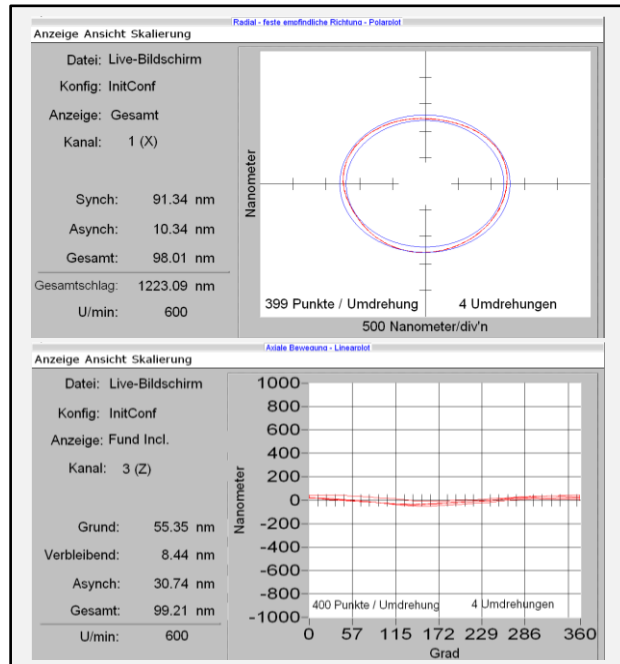 Radial - feste empfindliche Richtung - Polarplot
Anzeige Ansicht Skalierung
Datei: Live-Bildschirm
Konfig: InitConf
Anzeige: Gesamt
Kanal: 1 (X)
Synch: 91.34 nm
Asynch: 10.34 nm
Gesamt: 98.01 nm
Gesamtschlag: 1223.09 nm
U/min: 600
Nanometer
399 Punkte / Umdrehung 4 Umdrehungen
500 Nanometer/div'n
Axiale Bewegung - Linearplot
Anzeige Ansicht Skalierung
Datei: Live-Bildschirm
Konfig: InitConf
Anzeige: Fund Incl.
Kanal: 3 (Z)
Grund: 55.35 nm
Verbleibend: 8.44 nm
Asynch: 30.74 nm
Gesamt: 99.21 nm
U/min: 600
Nanometer
1000
800
600
400
200
0
-200
-400
-600
-800
-1000
400 Punkte / Umdrehung 4 Umdrehungen
0 57 115 172 229 286 360
Grad